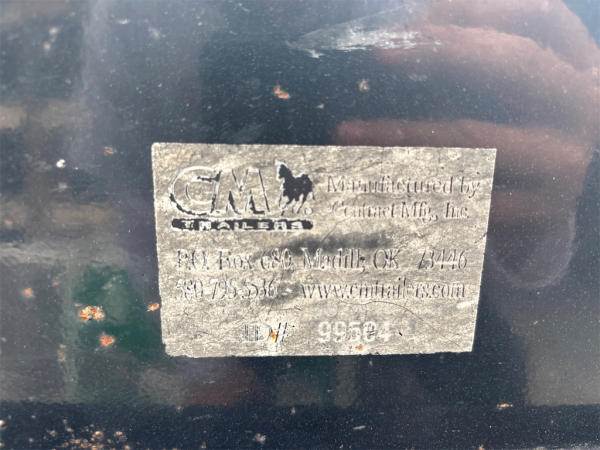 CM
TRAILERS
Manufactured by
Contract Mfg., Inc.
P.O. Box 680, Madill, OK 73446
580-795-5536 www.cmtrailers.com
ID# 99504